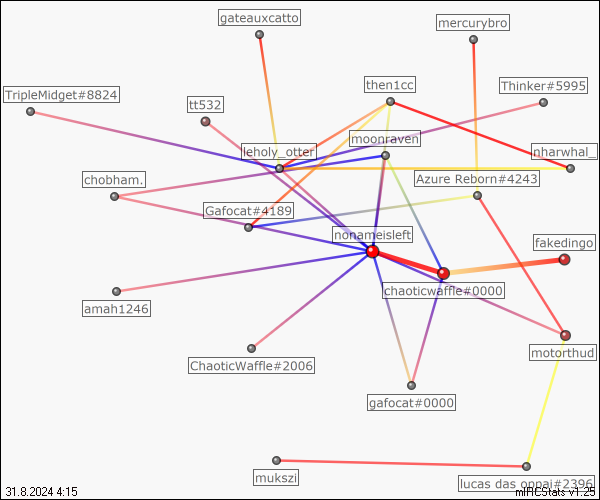 gateauxcatto
mercurybro
then1cc
Thinker#5995
TripleMidget#8824
tt532
moonraven
leholy_otter
nharwhal_
chobham.
Azure Reborn#4243
Gafocat#4189
nonameisleft
fakedingo
chaoticwaffle#0000
amah1246
motorthud
ChaoticWaffle#2006
gafocat#0000
mukszi
lucas das oppai#2396
31.8.2024 4:15
mIRCStats v1.25